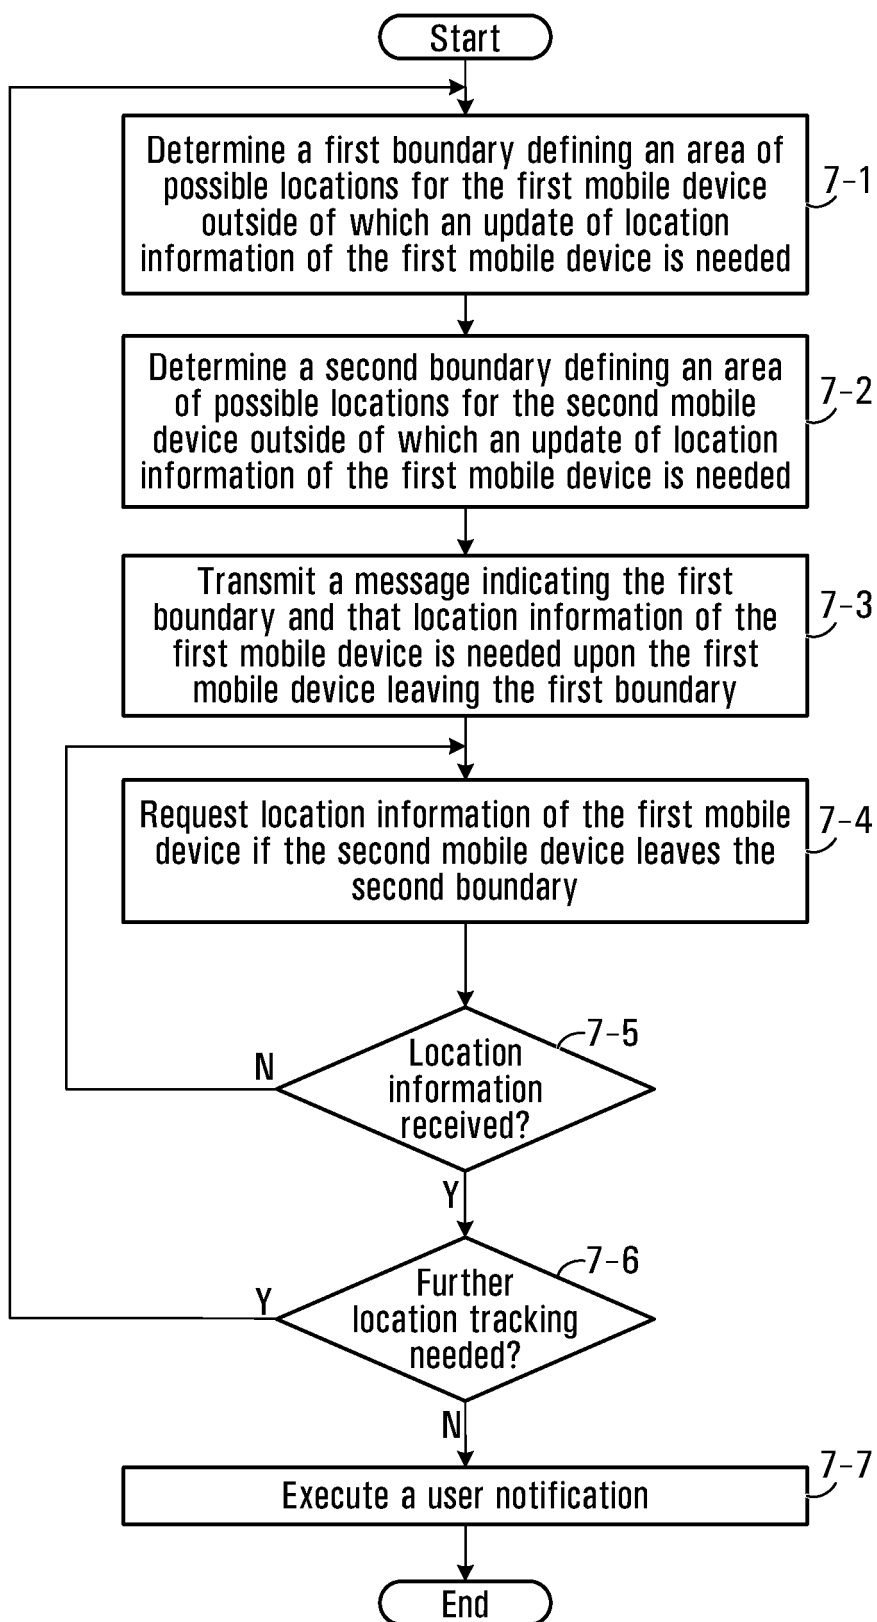 Start
Determine a first boundary defining an area of
possible locations for the first mobile device
outside of which an update of location
information of the first mobile device is needed
7-1
Determine a second boundary defining an area
of possible locations for the second mobile
device outside of which an update of location
information of the first mobile device is needed
7-2
Transmit a message indicating the first
boundary and that location information of the
first mobile device is needed upon the first
mobile device leaving the first boundary
7-3
Request location information of the first mobile
device if the second mobile device leaves the
second boundary
7-4
7-5
Location
information
received?
N
Y
7-6
Further
location tracking
needed?
Y
N
Execute a user notification
7-7
End